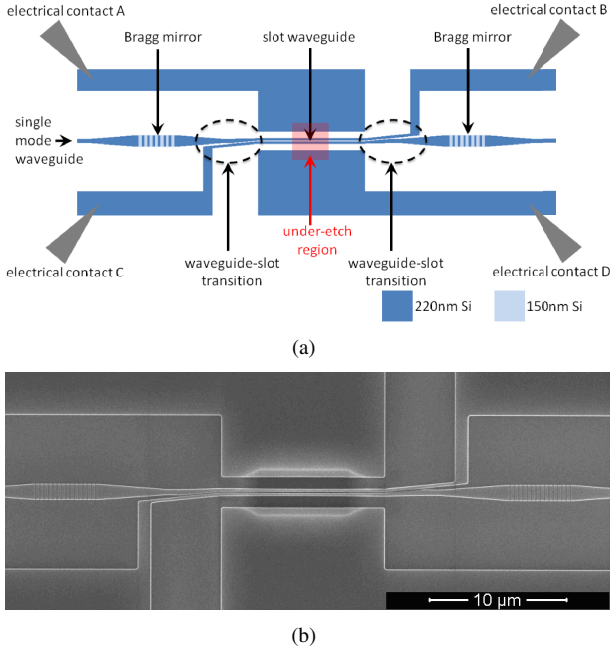 electrical contact A
electrical contact B
Bragg mirror
slot waveguide
Bragg mirror
single
mode
waveguide
under-etch
region
waveguide-slot
transition
waveguide-slot
transition
electrical contact C
electrical contact D
220nm Si
150nm Si
(a)
10 µm
(b)